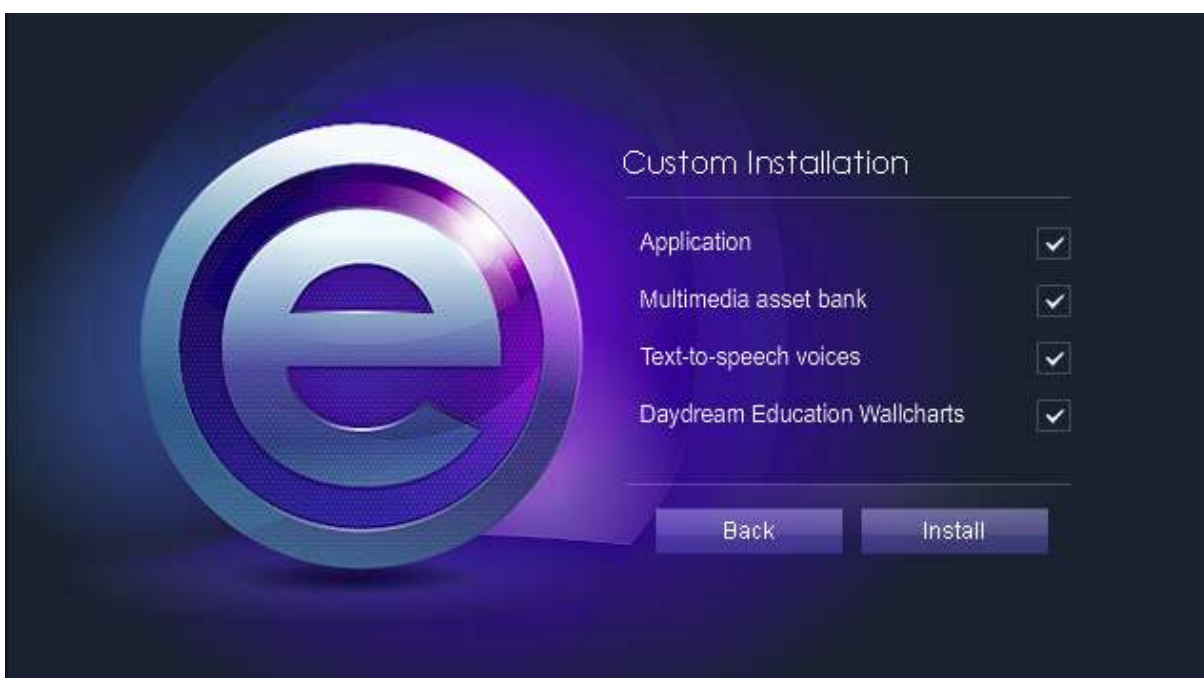 Custom Installation
Application
Multimedia asset bank
Text-to-speech voices
Daydream Education Wallcharts
Back
Install